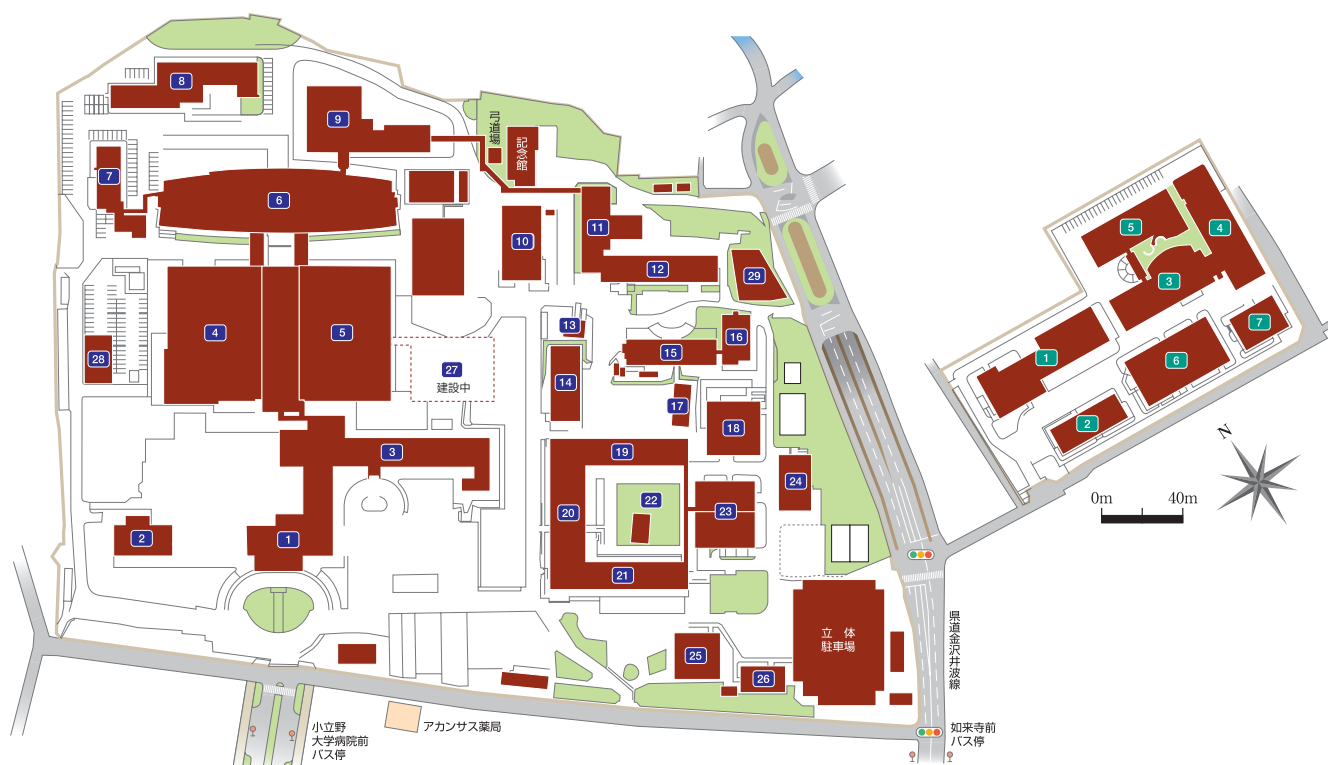 8
9
弓道場
記念館
7
6
11
10
12
29
5
4
3
7
1
6
2
N
0m
40m
4
5
13
16
15
28
27
建設中
14
17
18
3
19
24
20
22
23
2
1
21
立 体
駐車場
県道金沢井波線
25
26
小立野
大学病院前
バス停
アカンサス薬局
如来寺前
バス停